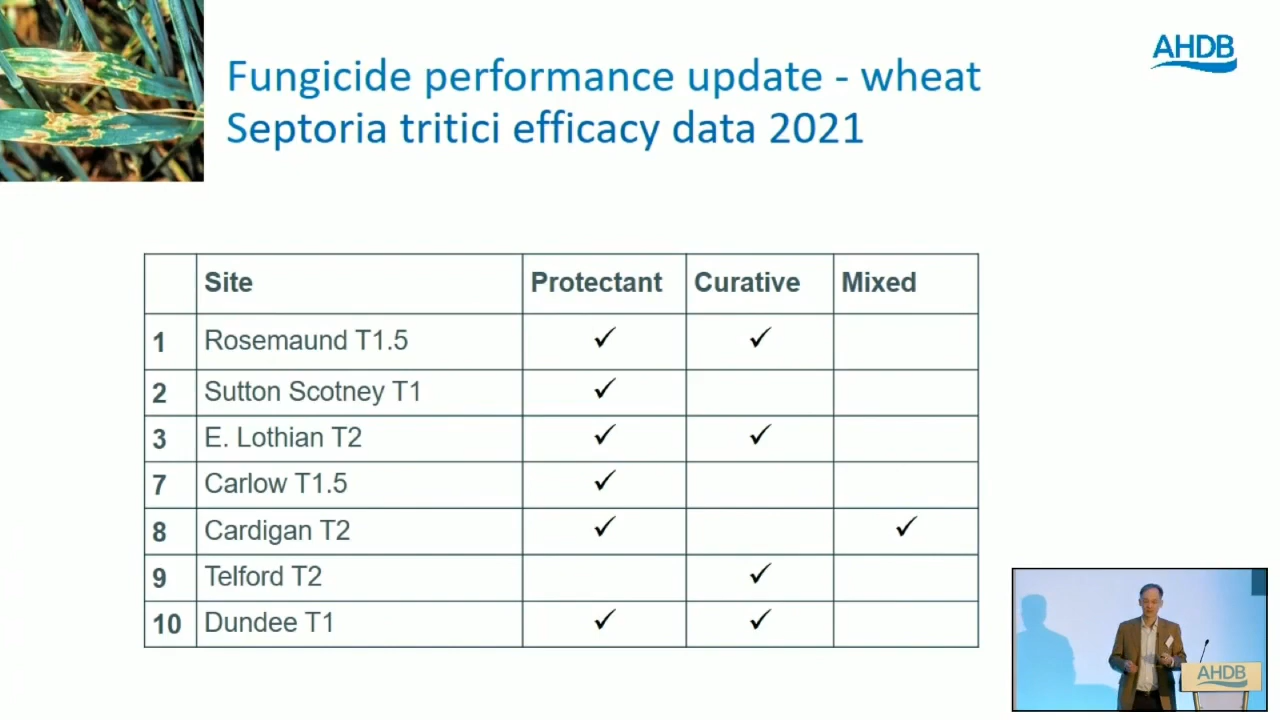 AHDB
Fungicide performance update - wheat
Septoria tritici efficacy data 2021
Site Protectant Curative Mixed
1 Rosemaund T1.5 ✓ ✓
2 Sutton Scotney T1 ✓
3 E. Lothian T2 ✓ ✓
7 Carlow T1.5 ✓
8 Cardigan T2 ✓ ✓
9 Telford T2 ✓
10 Dundee T1 ✓ ✓
AHDB